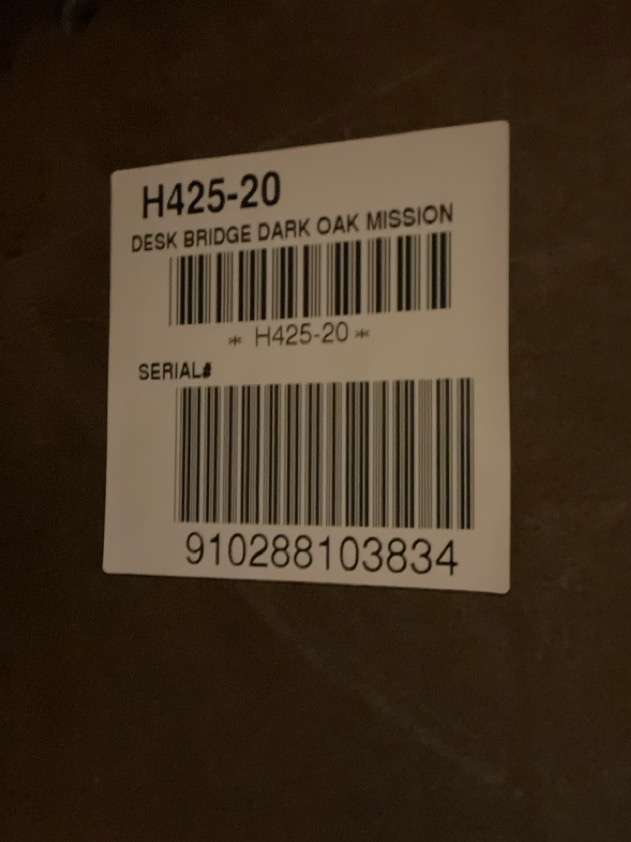 H425-20
DESK BRIDGE DARK OAK MISSION
* H425-20 *
SERIAL#
910288103834